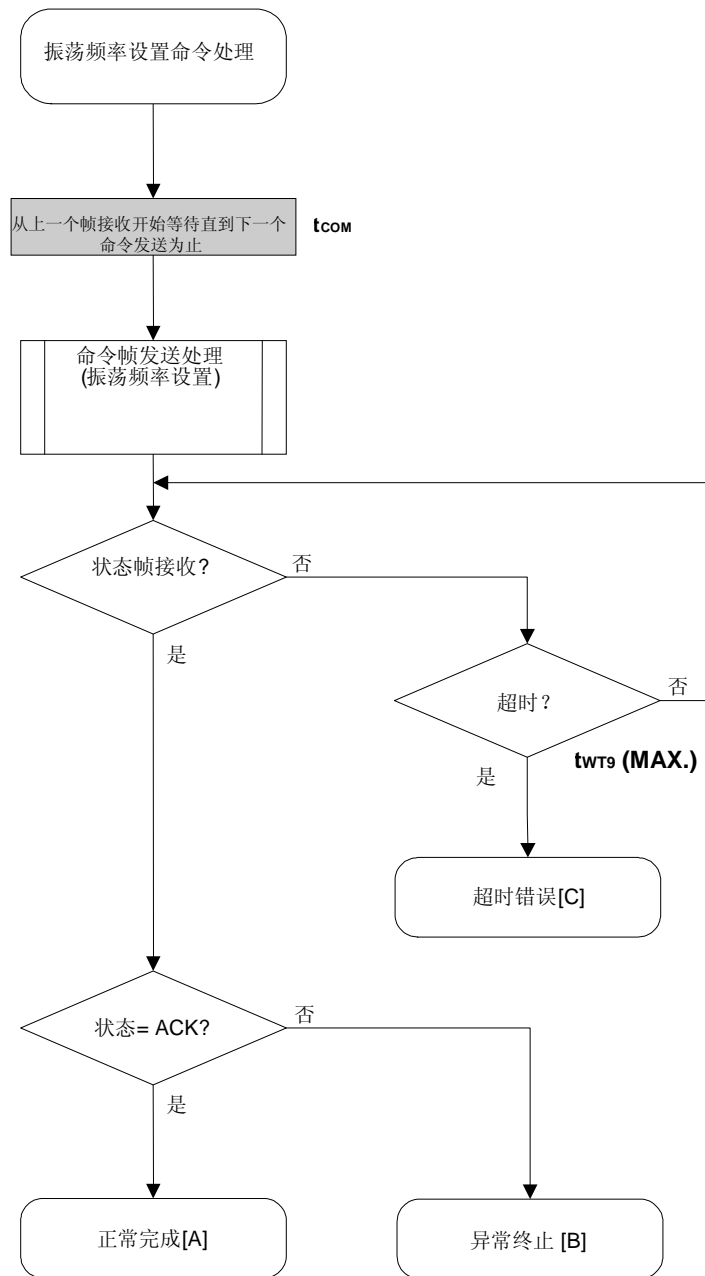 振荡频率设置命令处理
从上一个帧接收开始等待直到下一个
命令发送为止
tCOM
命令帧发送处理
(振荡频率设置)
状态帧接收?
否
是
超时？
否
tWT9 (MAX.)
是
超时错误[C]
状态= ACK?
否
是
正常完成[A]
异常终止 [B]